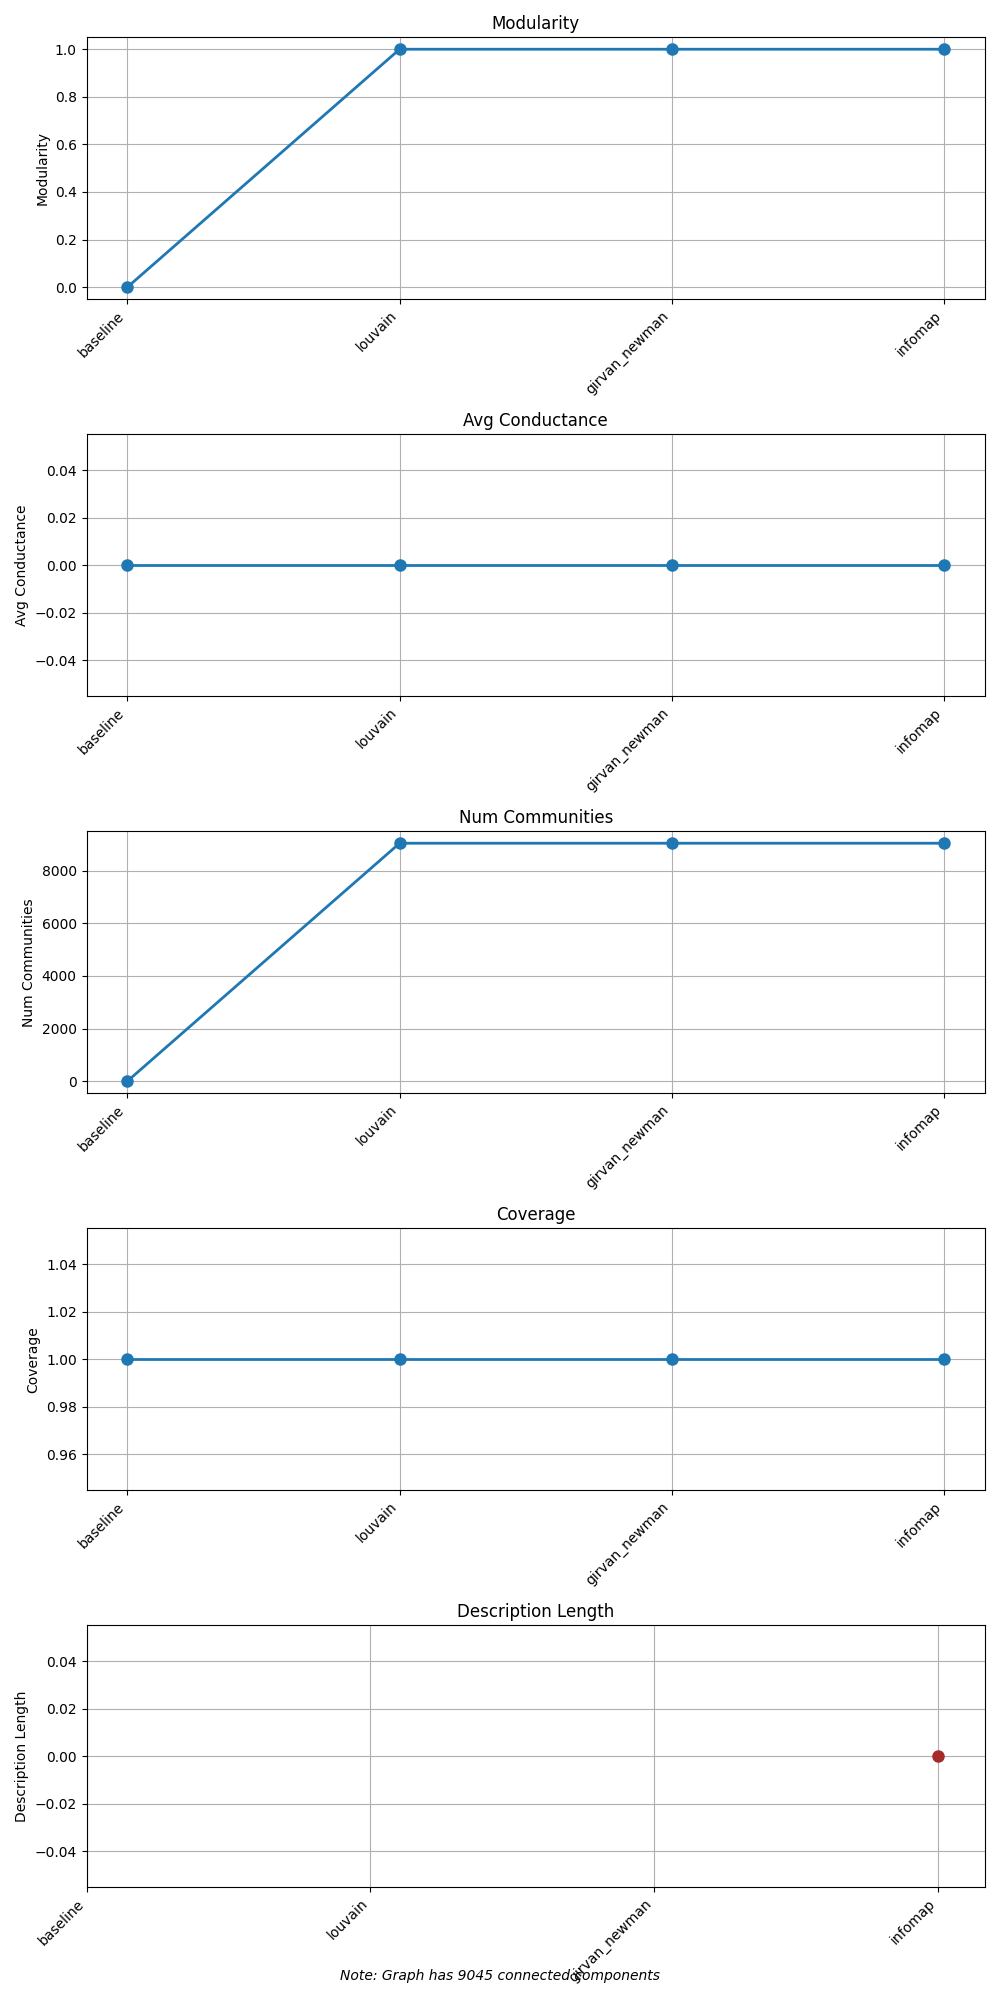 Modularity
Modularity
1.0
0.8
0.6
0.4
0.2
0.0
baseline
louvain
girvan_newman
infomap
Avg Conductance
Avg Conductance
0.04
0.02
0.00
−0.02
−0.04
baseline
louvain
girvan_newman
infomap
Num Communities
Num Communities
8000
6000
4000
2000
0
baseline
louvain
girvan_newman
infomap
Coverage
Coverage
1.04
1.02
1.00
0.98
0.96
baseline
louvain
girvan_newman
infomap
Description Length
Description Length
0.04
0.02
0.00
−0.02
−0.04
baseline
louvain
girvan_newman
infomap
Note: Graph has 9045 connected components